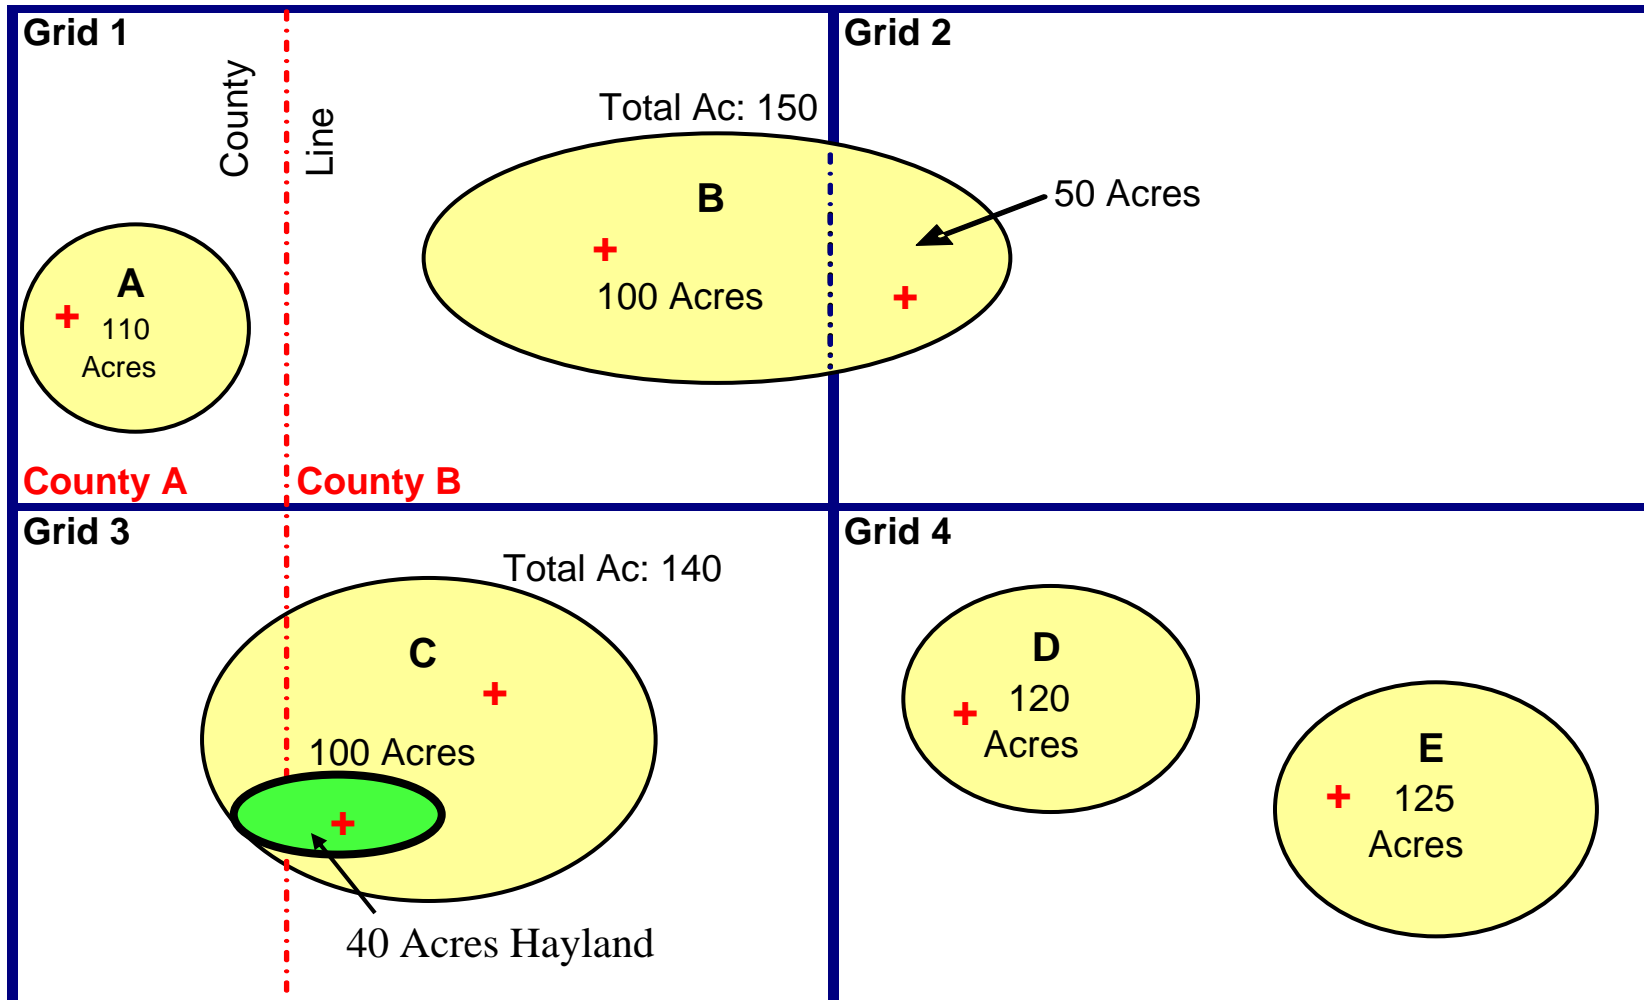 Grid 1
County
Line
Total Ac: 150
B
100 Acres
A
110
Acres
County A
County B
Grid 2
50 Acres
Grid 3
Total Ac: 140
C
100 Acres
40 Acres Hayland
Grid 4
D
120
Acres
E
125
Acres